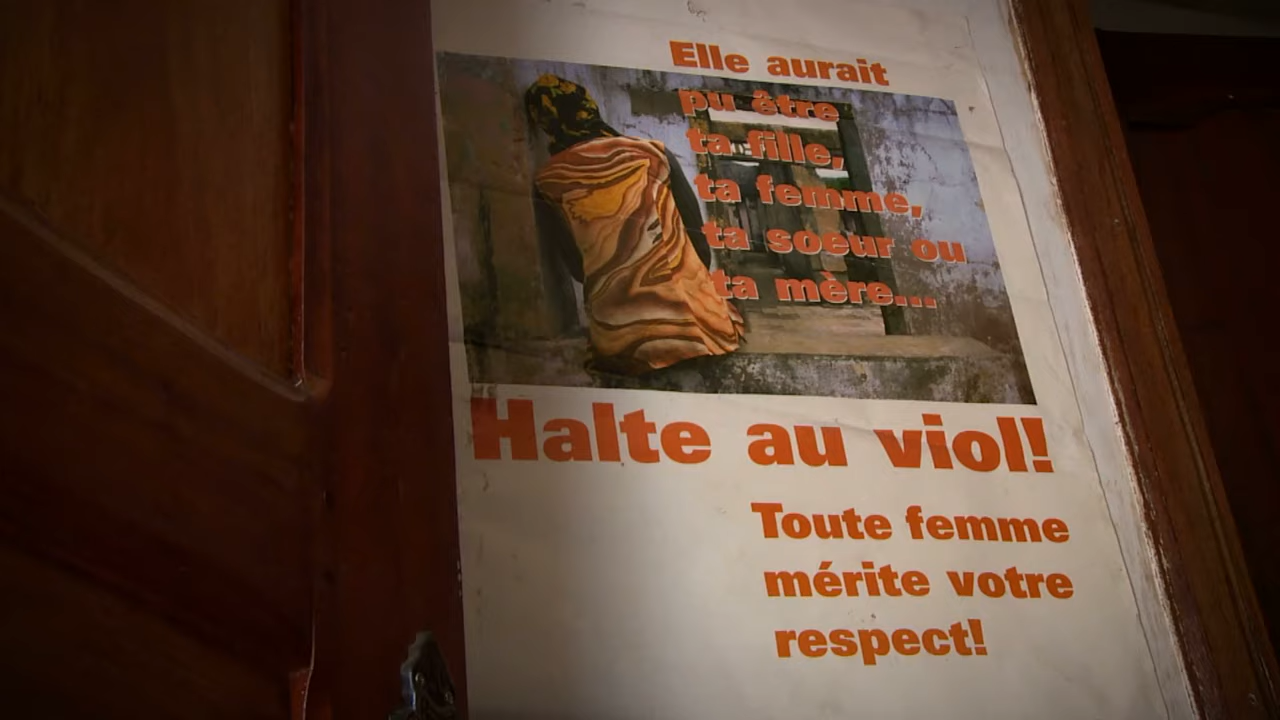 Elle aurait
pu être
ta fille,
ta femme,
ta soeur ou
ta mère...
Halte au viol!
Toute femme
mérite votre
respect!